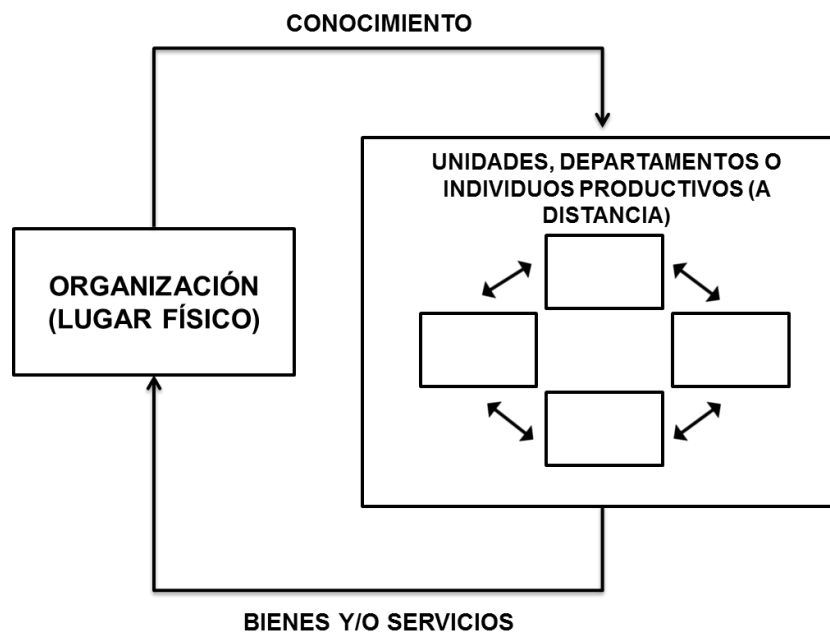 CONOCIMIENTO
UNIDADES, DEPARTAMENTOS O
INDIVIDUOS PRODUCTIVOS (A
DISTANCIA)
ORGANIZACIÓN
(LUGAR FÍSICO)
BIENES Y/O SERVICIOS